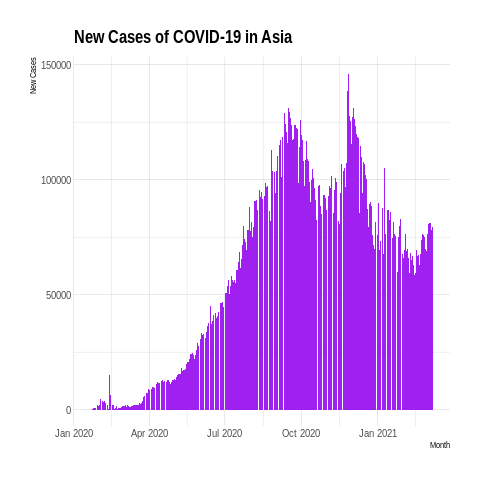 New Cases of COVID-19 in Asia
New Cases
150000
100000
50000
0
Jan 2020 Apr 2020 Jul 2020 Oct 2020 Jan 2021
Month